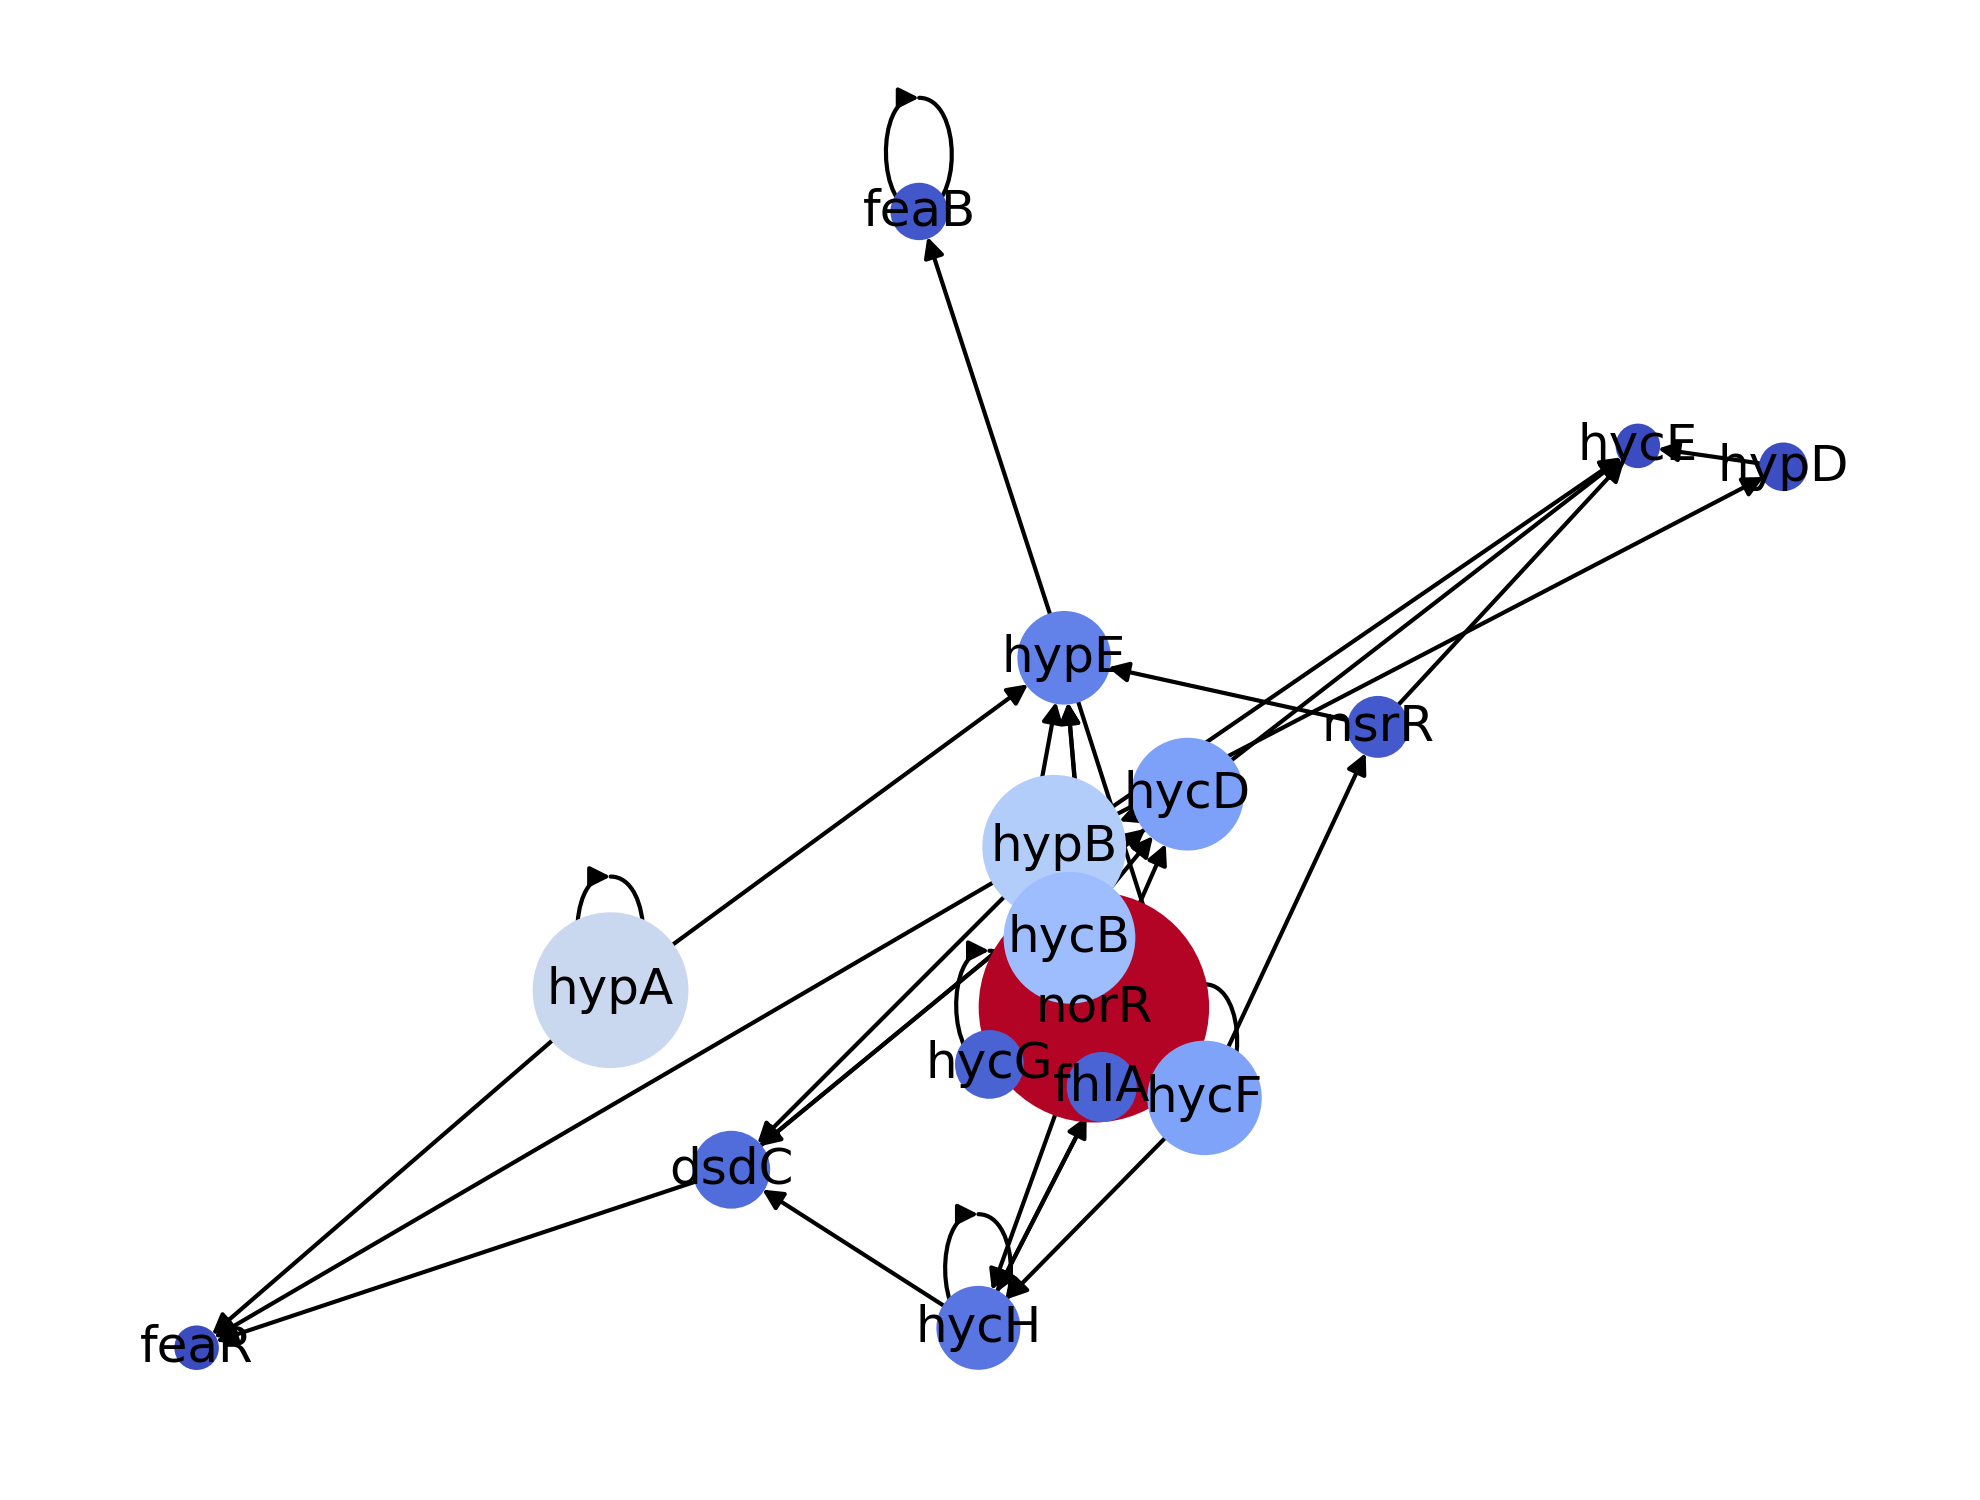 feaB
hycE
hypD
hypE
nsrR
hycD
hypB
hycB
hypA
norR
hycG
fhlA
hycF
dsdC
hycH
feaR